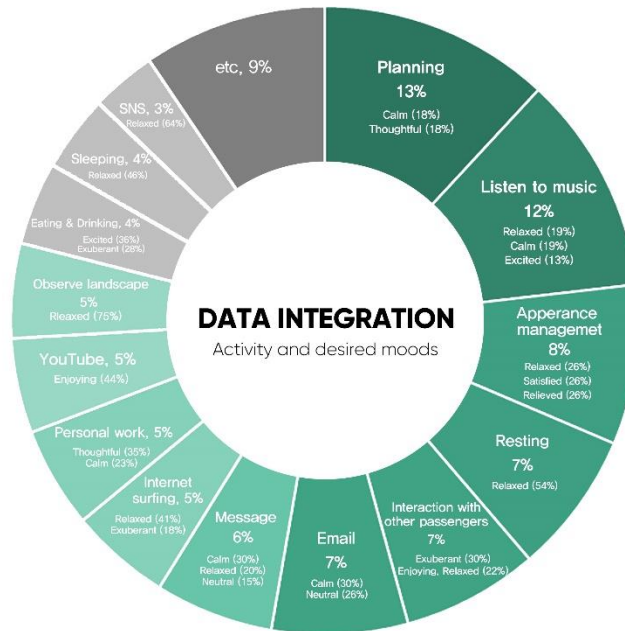 DATA INTEGRATION
Activity and desired moods
Planning
13%
Calm (18%)
Thoughtful (18%)
Listen to music
12%
Relaxed (19%)
Calm (19%)
Excited (13%)
Apperance
managemet
8%
Relaxed (26%)
Satisfied (26%)
Relieved (26%)
Resting
7%
Relaxed (54%)
Interaction with
other passengers
7%
Exuberant (30%)
Enjoying, Relaxed (22%)
Email
7%
Calm (30%)
Neutral (26%)
Message
6%
Calm (30%)
Relaxed (20%)
Neutral (15%)
Internet
surfing, 5%
Relaxed (41%)
Exuberant (18%)
Personal work, 5%
Thoughtful (35%)
Calm (23%)
YouTube, 5%
Enjoying (44%)
Observe landscape
5%
Rleaxed (75%)
Eating & Drinking, 4%
Excited (36%)
Exuberant (28%)
Sleeping, 4%
Relaxed (46%)
SNS, 3%
Relaxed (64%)
etc, 9%